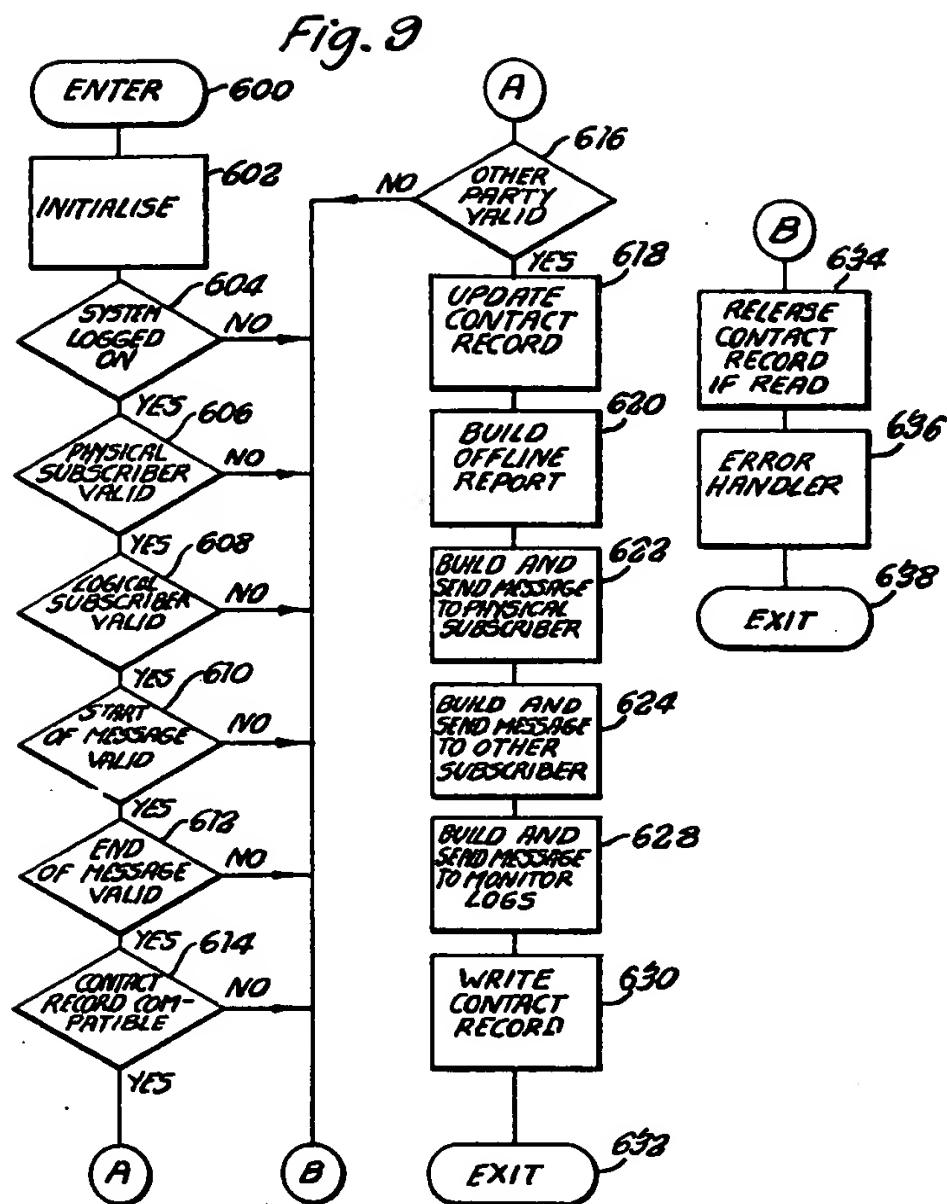 Fig. 9
ENTER
600
INITIALISE
602
SYSTEM
LOGGED
ON
604
NO
YES
PHYSICAL
SUBSCRIBER
VALID
606
NO
YES
LOGICAL
SUBSCRIBER
VALID
608
NO
YES
START
OF MESSAGE
VALID
610
NO
YES
END
OF MESSAGE
VALID
612
NO
YES
CONTACT
RECORD COM-
PATIBLE
614
NO
YES
A
B
A
OTHER
PARTY
VALID
616
NO
YES
UPDATE
CONTACT
RECORD
618
BUILD
OFFLINE
REPORT
620
BUILD AND
SEND MESSAGE
TO PHYSICAL
SUBSCRIBER
622
BUILD AND
SEND MESSAGE
TO OTHER
SUBSCRIBER
624
BUILD AND
SEND MESSAGE
TO MONITOR
LOGS
628
WRITE
CONTACT
RECORD
630
EXIT
632
B
RELEASE
CONTACT
RECORD
IF READ
634
ERROR
HANDLER
636
EXIT
638